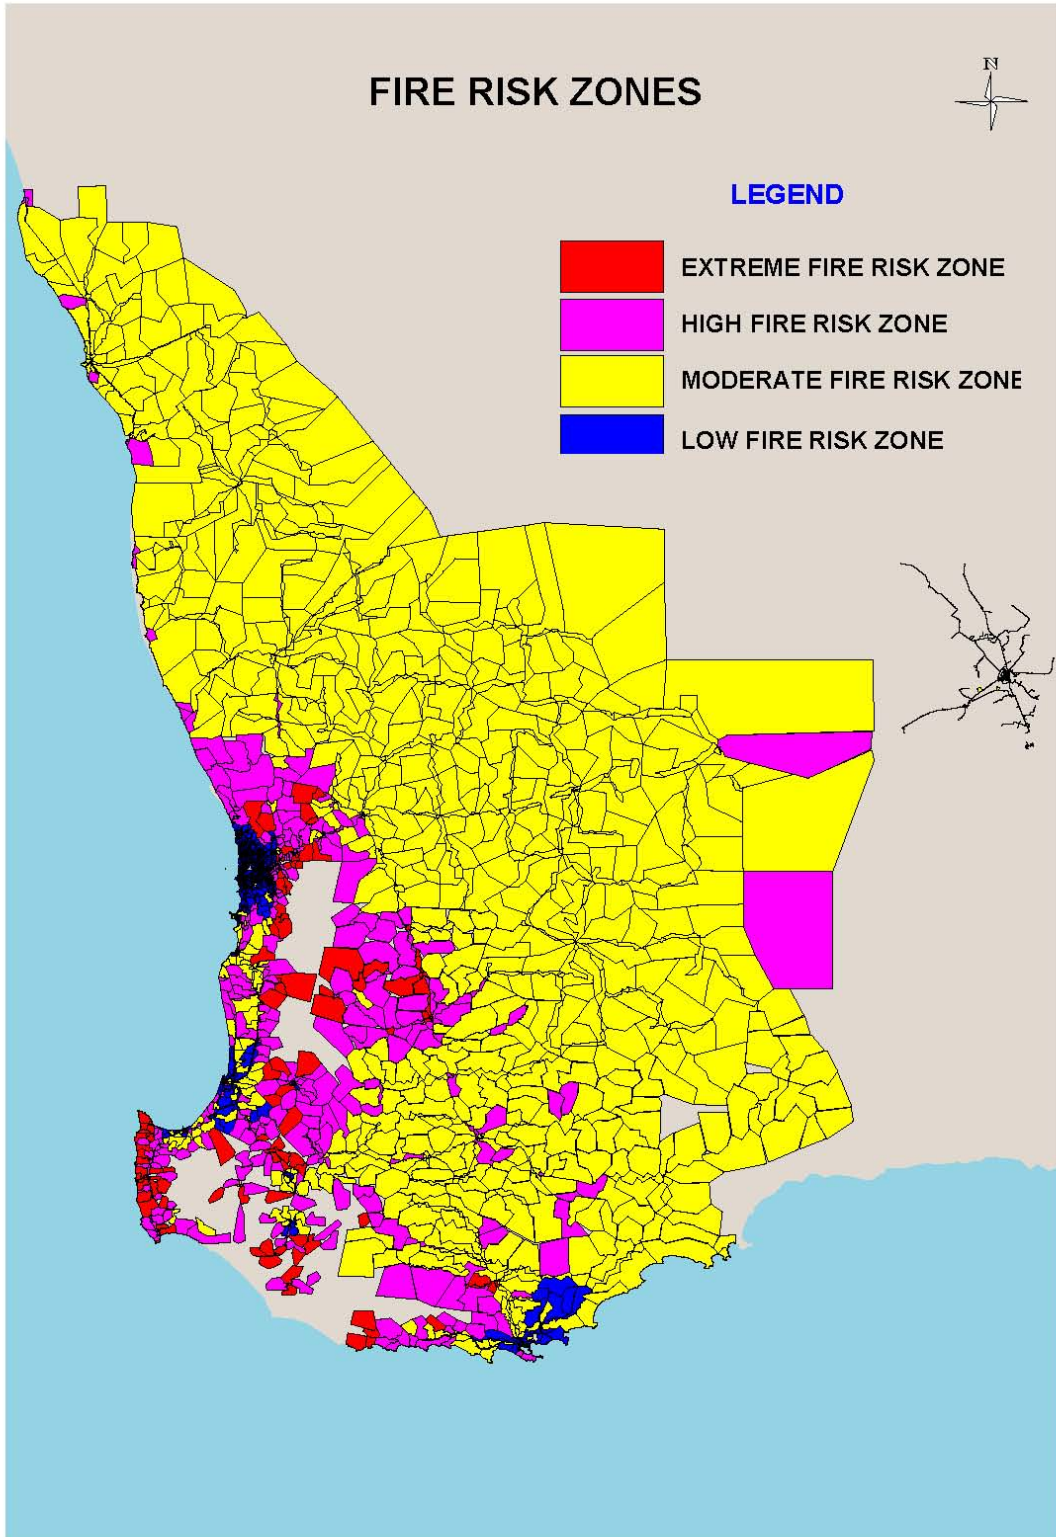 FIRE RISK ZONES
N
LEGEND
EXTREME FIRE RISK ZONE
HIGH FIRE RISK ZONE
MODERATE FIRE RISK ZONE
LOW FIRE RISK ZONE